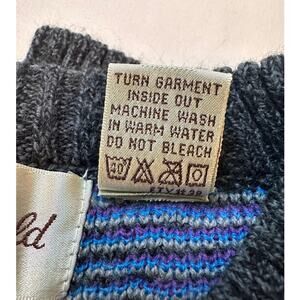 TURN GARMENT
INSIDE OUT
MACHINE WASH
IN WARM WATER
DO NOT BLEACH
40
ld